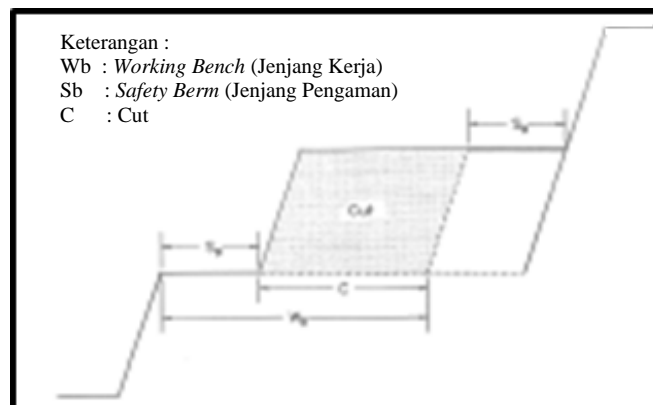 Keterangan :
Wb : Working Bench (Jenjang Kerja)
Sb : Safety Berm (Jenjang Pengaman)
C : Cut
Cut
C